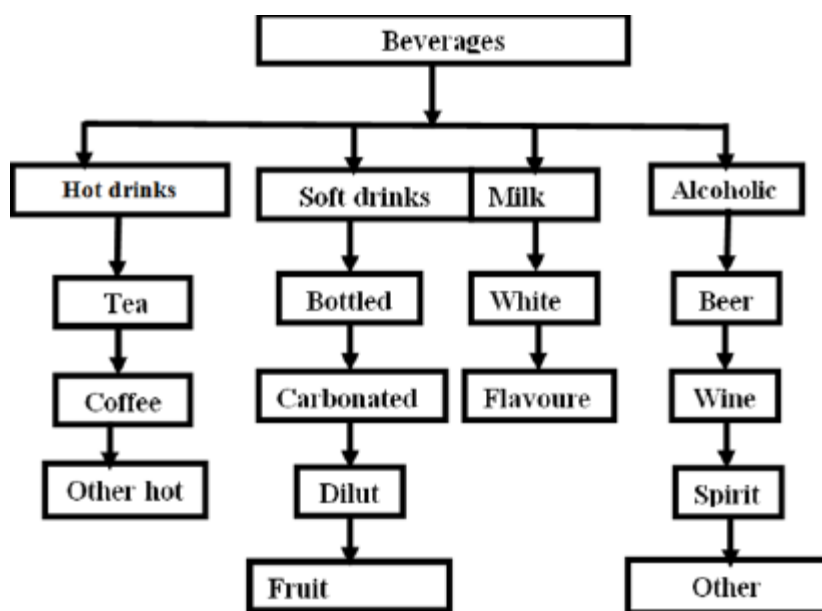 Beverages
Hot drinks
Soft drinks
Milk
Alcoholic
Tea
Bottled
White
Beer
Coffee
Carbonated
Flavoure
Wine
Other hot
Dilut
Spirit
Fruit
Other